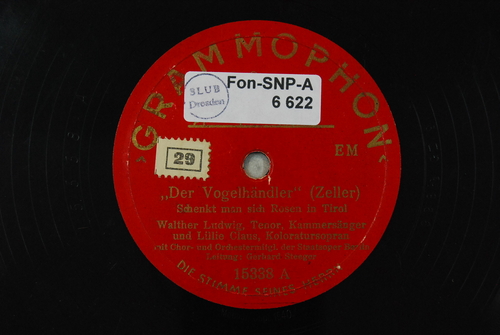 GRAMMOPHON
SLUB
Dresden
Fon-SNP-A
6 622
29
EM
„Der Vogelhändler" (Zeller)
Schenkt man sich Rosen in Tirol
Walther Ludwig, Tenor, Kammersänger
und Lillie Claus, Koloratursopran
mit Chor- und Orchestermitgl. der Staatsoper Berlin
Leitung: Gerhard Steeger
15338 A
DIE STIMME SEINES HERRN